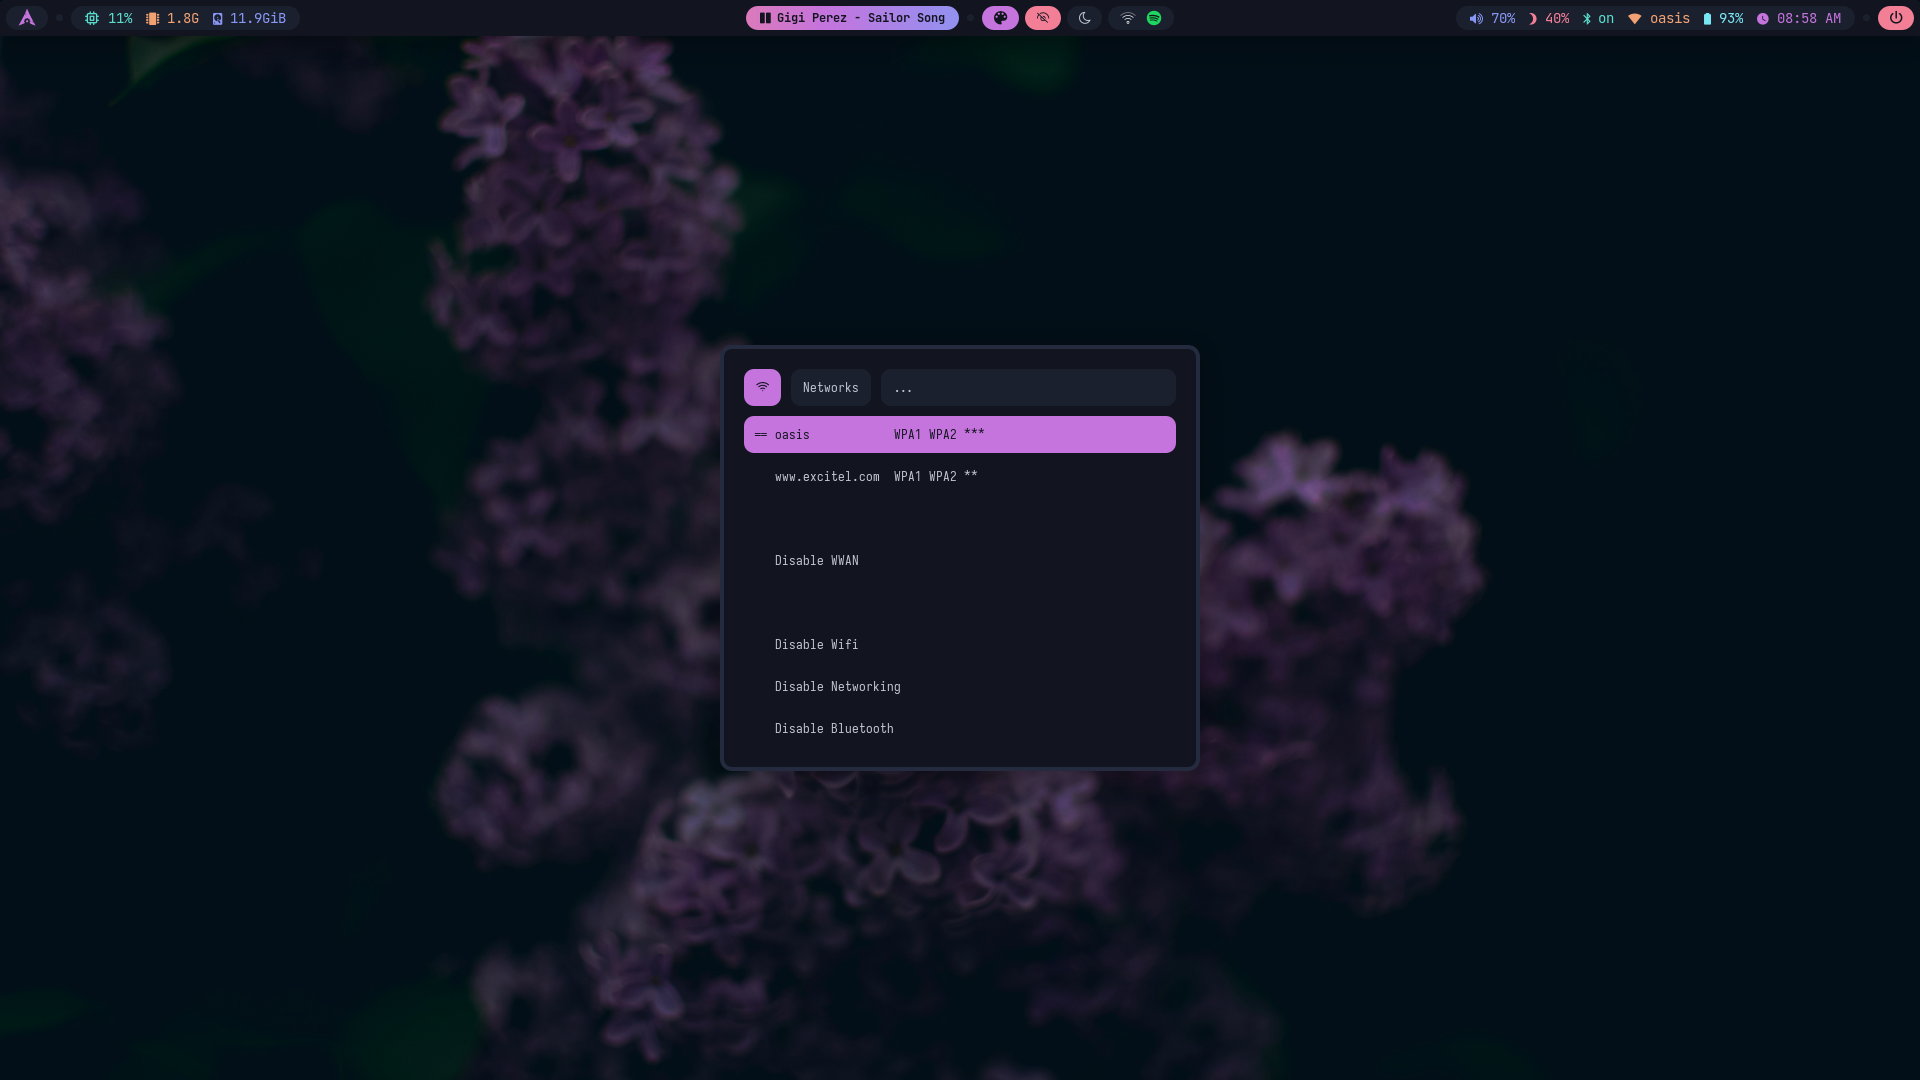 11% 1.8G 11.9GiB Gigi Perez - Sailor Song 70% 40% on oasis 93% 08:58 AM
Networks ...
== oasis WPA1 WPA2 ***
www.excitel.com WPA1 WPA2 **
Disable WWAN
Disable Wifi
Disable Networking
Disable Bluetooth